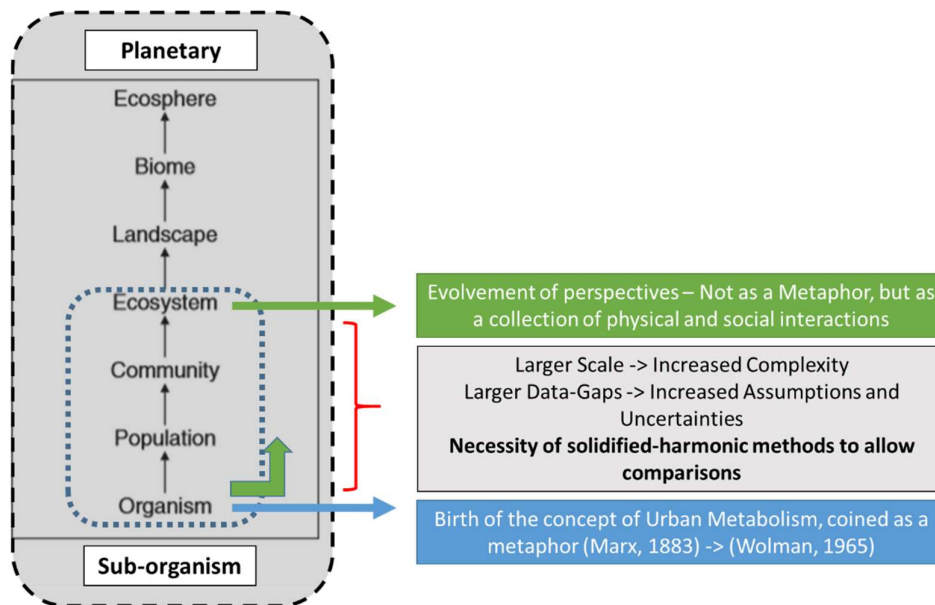 Planetary
Ecosphere
Biome
Landscape
Ecosystem
Community
Population
Organism
Sub-organism
Evolvement of perspectives – Not as a Metaphor, but as
a collection of physical and social interactions
Larger Scale -> Increased Complexity
Larger Data-Gaps -> Increased Assumptions and
Uncertainties
Necessity of solidified-harmonic methods to allow
comparisons
Birth of the concept of Urban Metabolism, coined as a
metaphor (Marx, 1883) -> (Wolman, 1965)